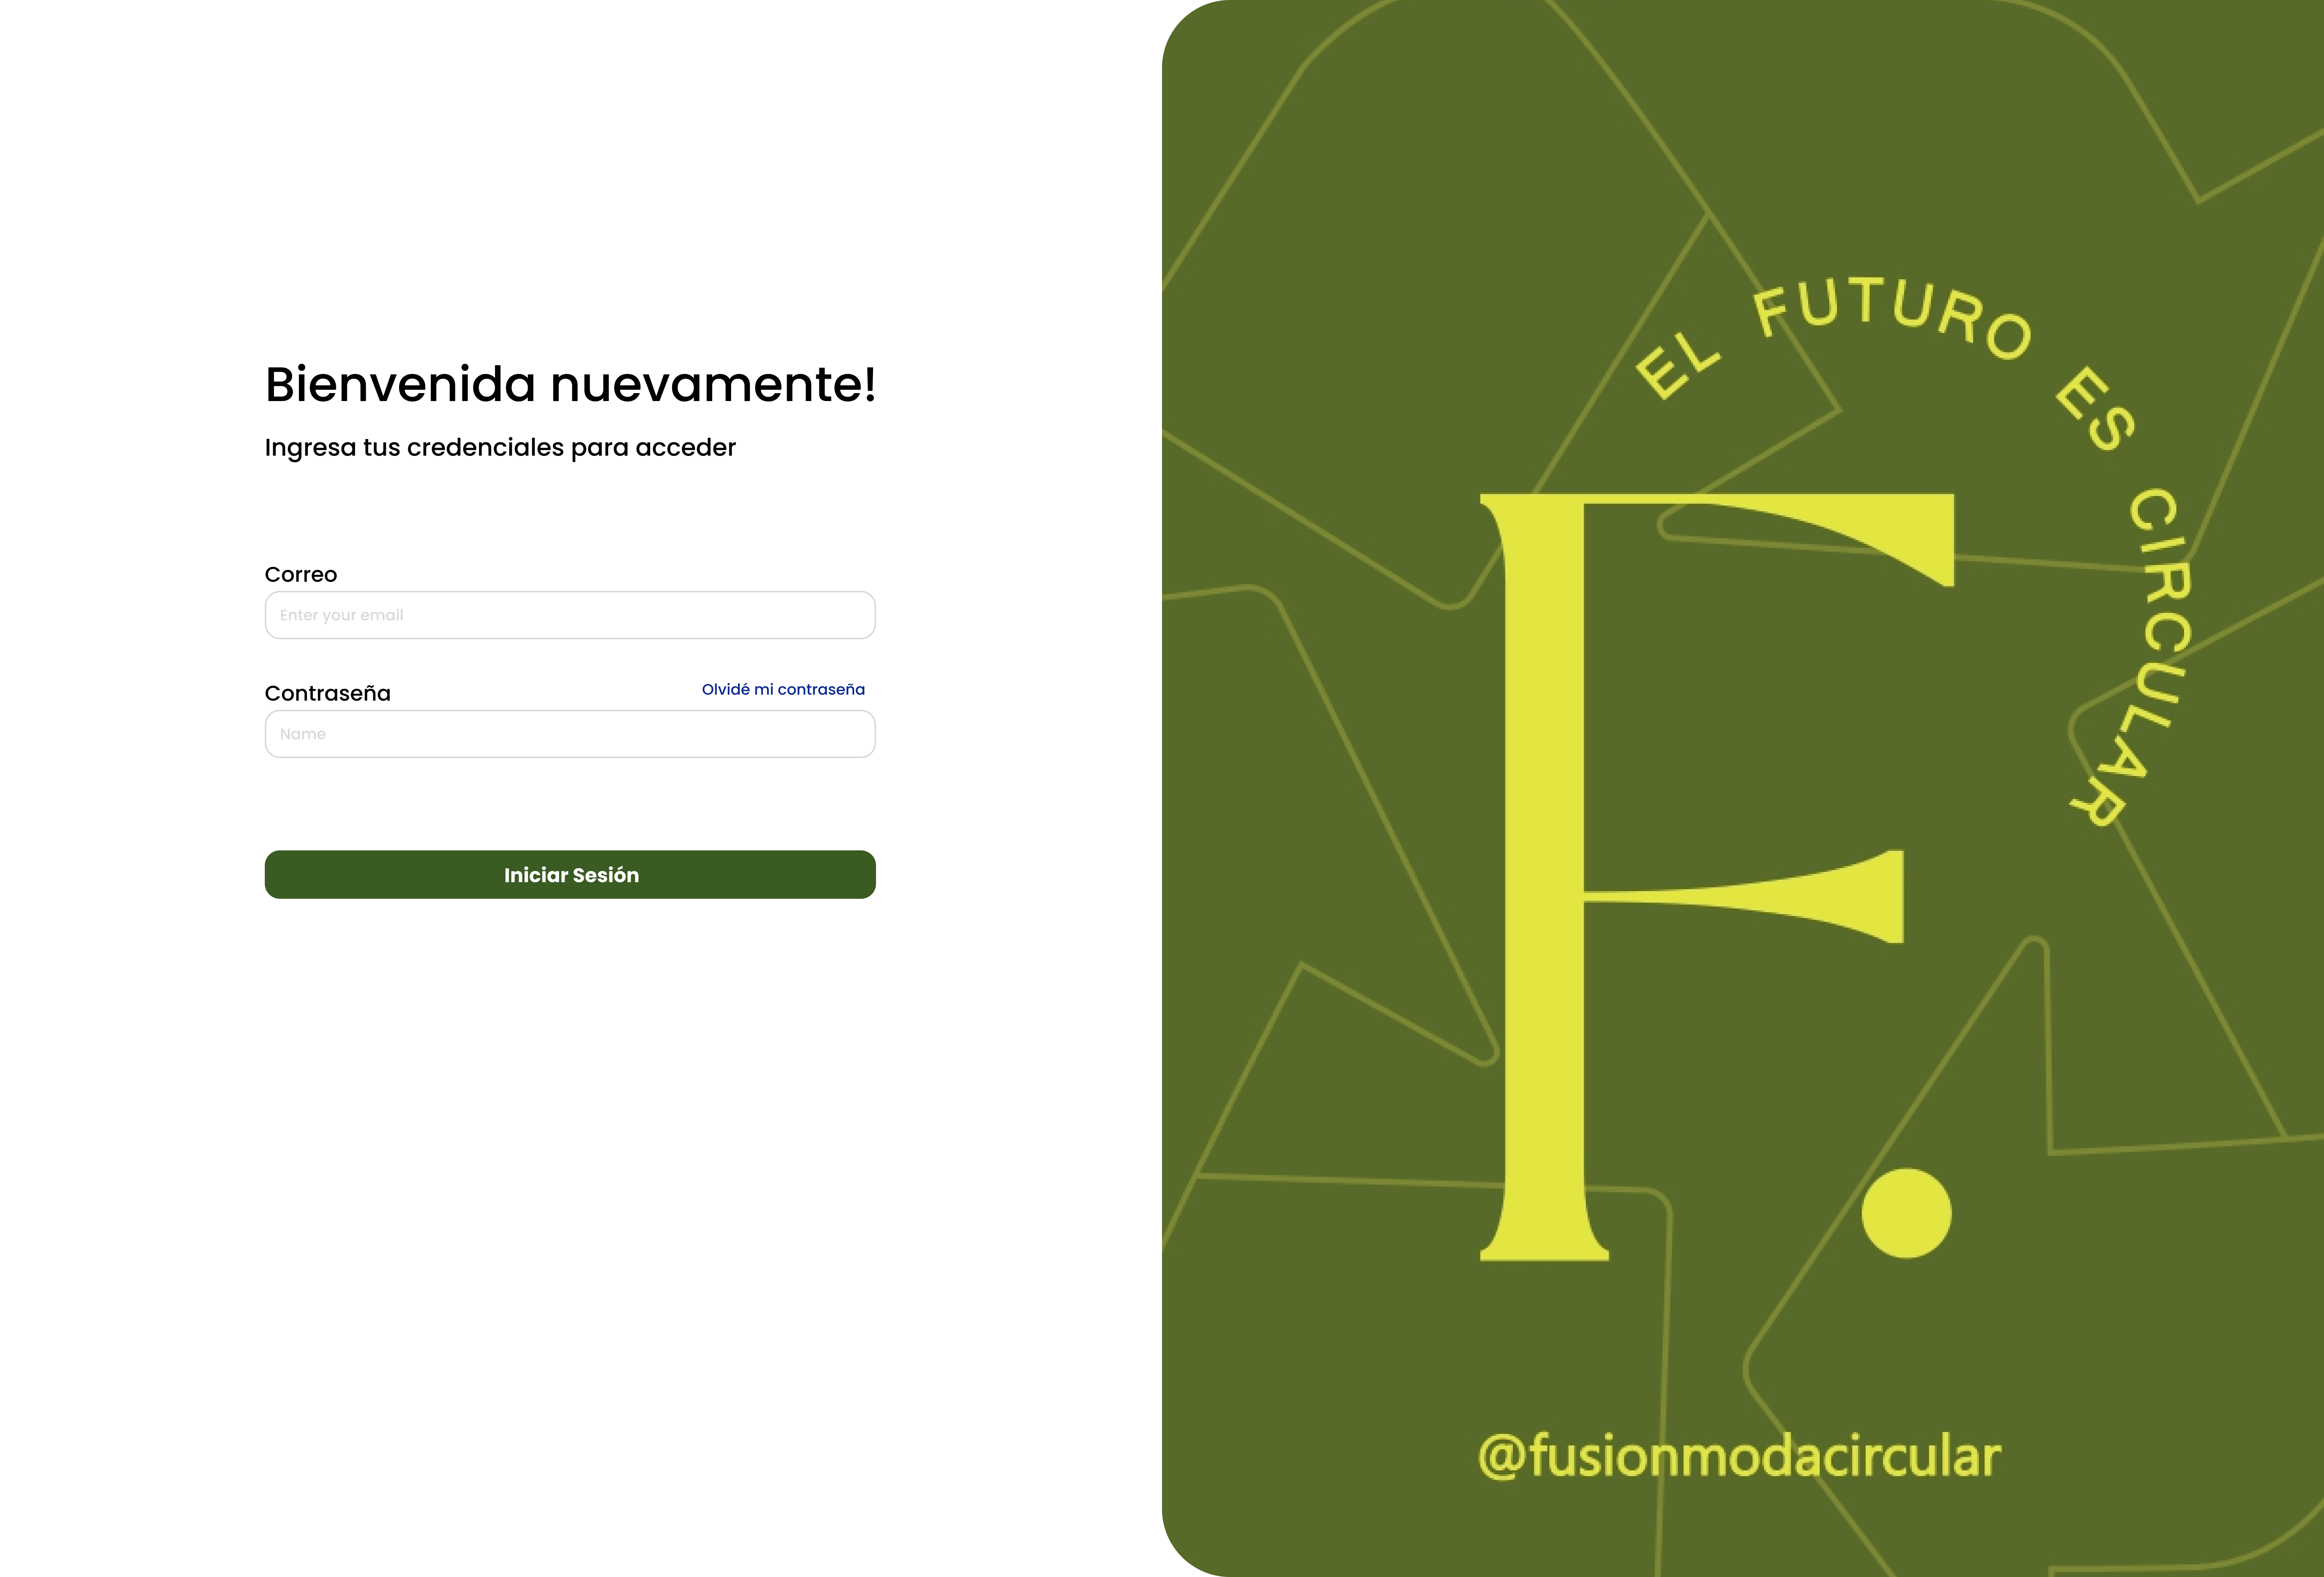 Bienvenida nuevamente!
Ingresa tus credenciales para acceder
Correo
Enter your email
Contraseña
Olvidé mi contraseña
Name
Iniciar Sesión
EL FUTURO ES CIRCULAR
F.
@fusionmodacircular